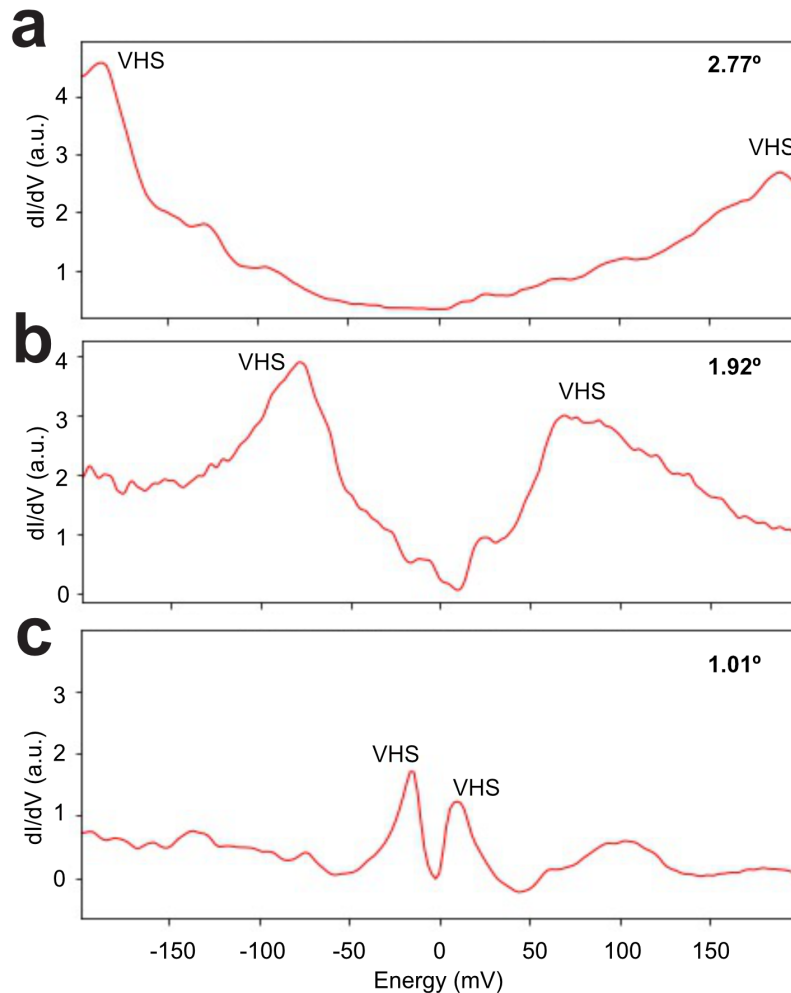 a
VHS
2.77º
VHS
4
3
2
1
dI/dV (a.u.)
b
VHS
1.92º
VHS
4
3
2
1
0
dI/dV (a.u.)
c
1.01º
VHS
VHS
3
2
1
0
dI/dV (a.u.)
-150 -100 -50 0 50 100 150
Energy (mV)